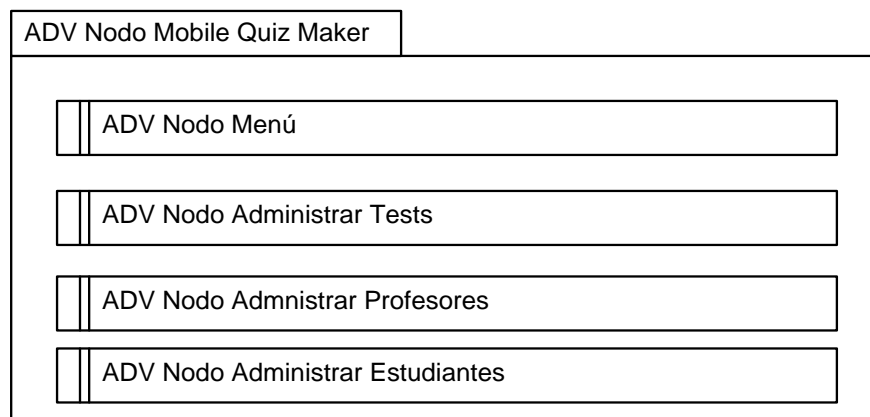 ADV Nodo Mobile Quiz Maker
ADV Nodo Menú
ADV Nodo Administrar Tests
ADV Nodo Admnistrar Profesores
ADV Nodo Administrar Estudiantes